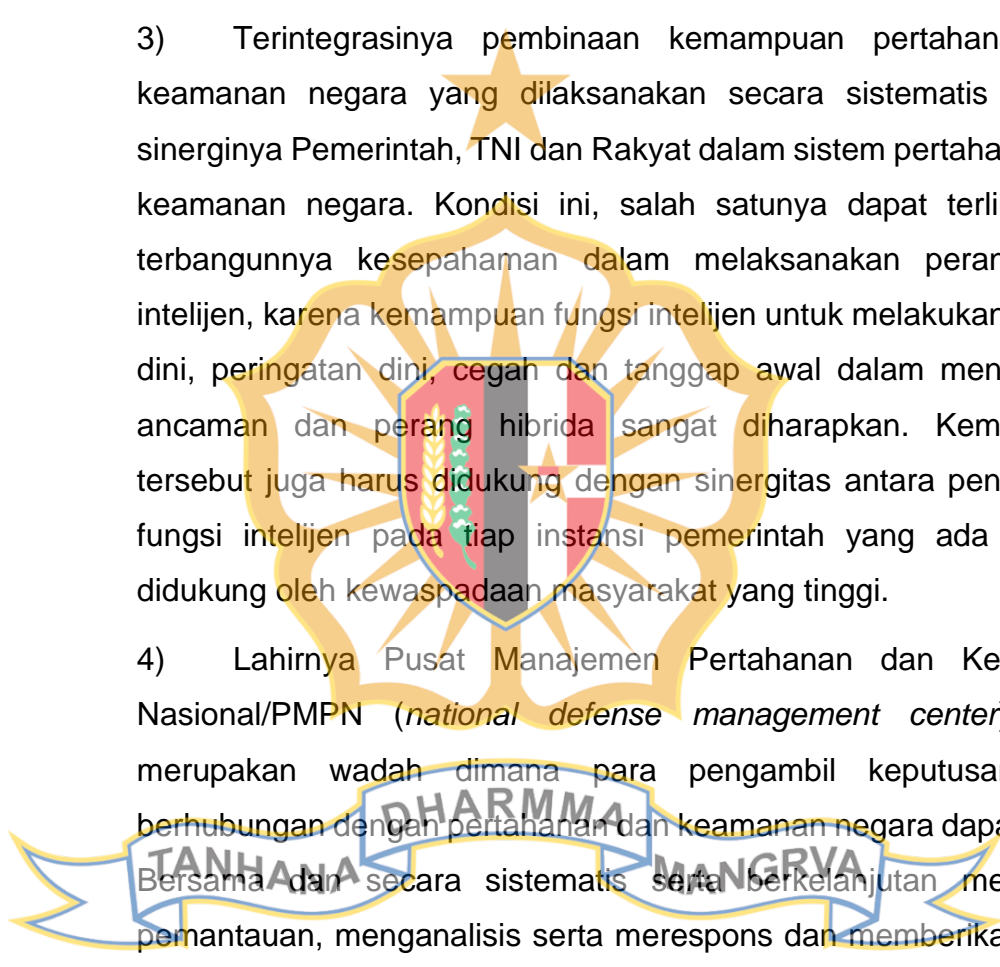 3) Terintegrasinya pembinaan kemampuan pertahan
keamanan negara yang dilaksanakan secara sistematis
sinerginya Pemerintah, TNI dan Rakyat dalam sistem pertaha
keamanan negara. Kondisi ini, salah satunya dapat terli
terbangunnya kesepahaman dalam melaksanakan peran
intelijen, karena kemampuan fungsi intelijen untuk melakukan
dini, peringatan dini, cegah dan tanggap awal dalam men
ancaman dan perang hibrida sangat diharapkan. Kem
tersebut juga harus didukung dengan sinergitas antara pen
fungsi intelijen pada tiap instansi pemerintah yang ada
didukung oleh kewaspadaan masyarakat yang tinggi.
4) Lahirnya Pusat Manajemen Pertahanan dan Ke
Nasional/PMPN (national defense management center)
merupakan wadah dimana para pengambil keputusan
berhubungan dengan pertahanan dan keamanan negara dapa
Bersama dan secara sistematis serta berkelanjutan me
pemantauan, menganalisis serta merespons dan memberika
TANHANA DHARMMA MANGRVA